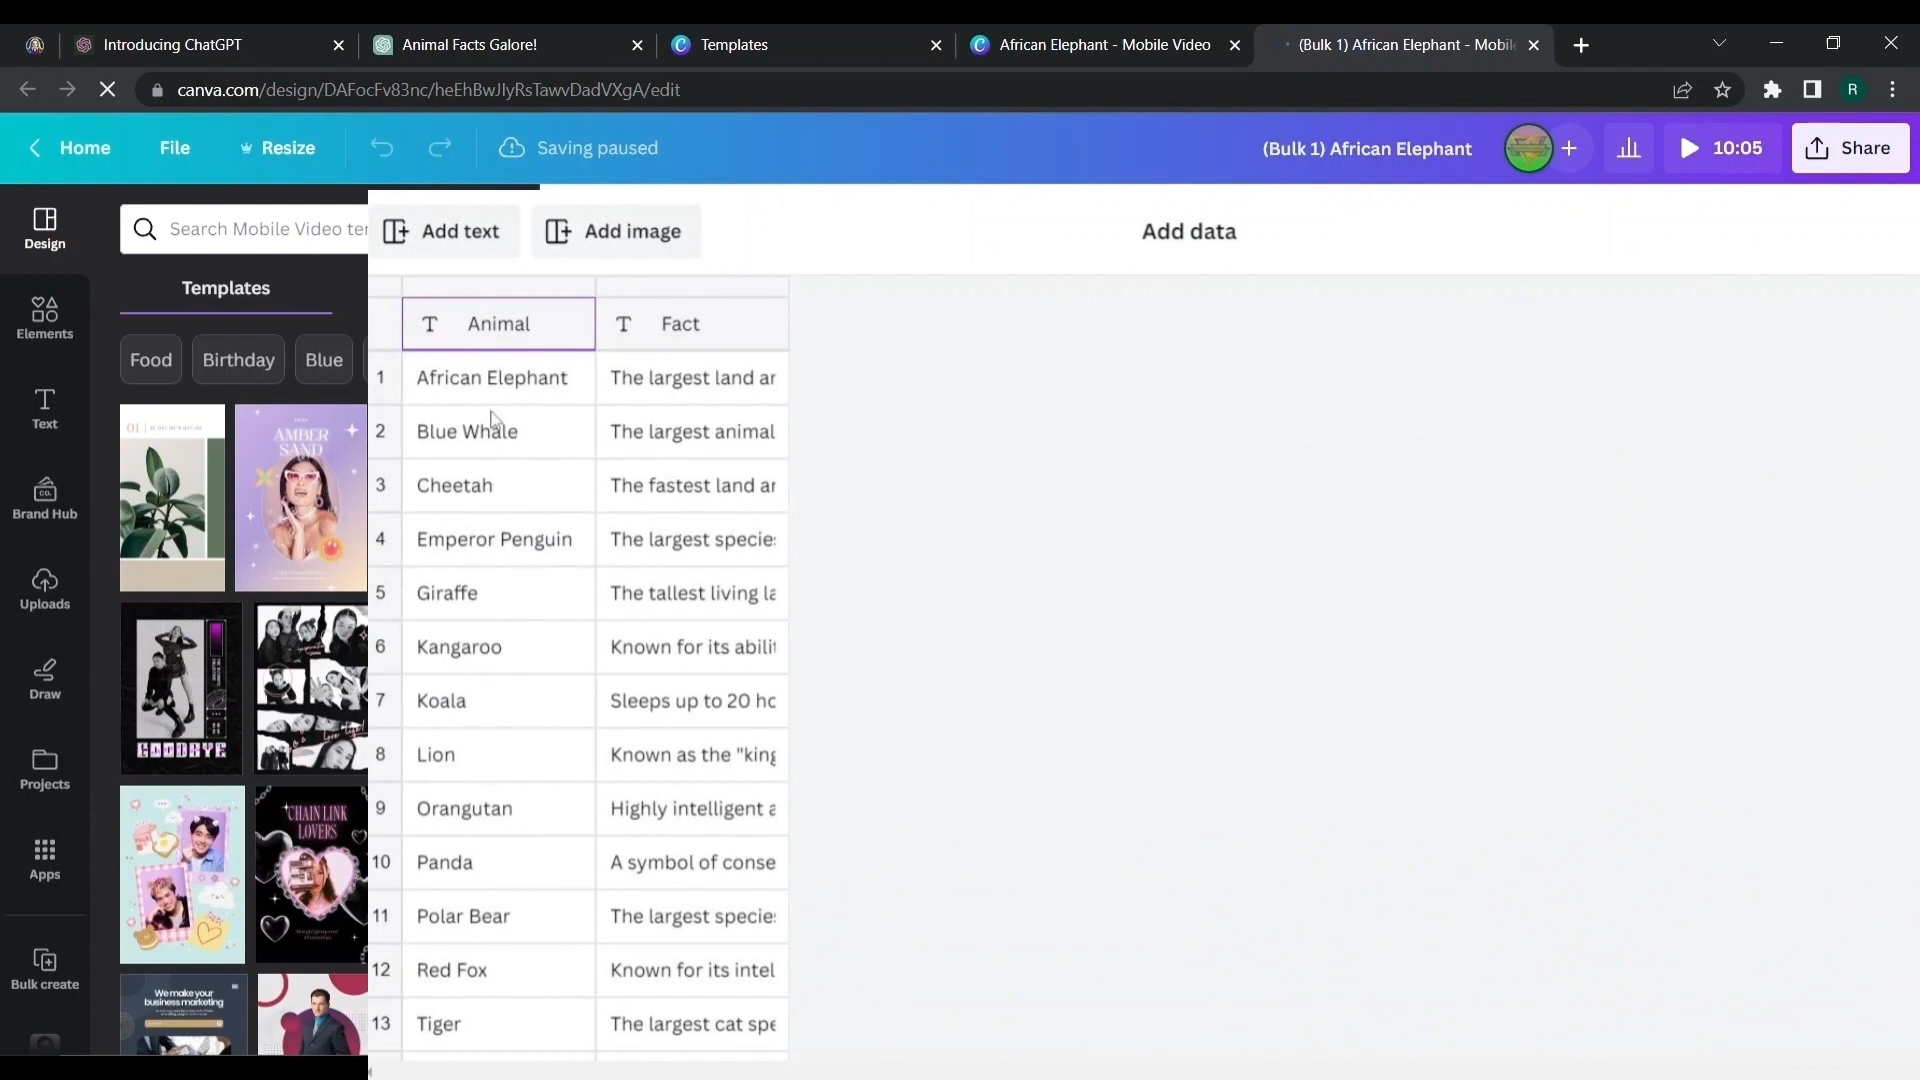 Introducing ChatGPT
Animal Facts Galore!
Templates
African Elephant - Mobile Video
(Bulk 1) African Elephant - Mobil
canva.com/design/DAFocFv83nc/heEhBwJIyRsTawvDadVXgA/edit
R
Home
File
Resize
Saving paused
(Bulk 1) African Elephant
10:05
Share
Design
Elements
Text
Brand Hub
CO.
Uploads
Draw
Projects
Apps
Bulk create
Search Mobile Video te
Templates
Food
Birthday
Blue
01
AMBER
SAND
GOODBYE
CHAIN LINK
LOVERS
We make your
business marketing
Add text
Add image
Add data
Animal
Fact
1 African Elephant The largest land ar
2 Blue Whale The largest animal
3 Cheetah The fastest land ar
4 Emperor Penguin The largest specie
5 Giraffe The tallest living la
6 Kangaroo Known for its abili
7 Koala Sleeps up to 20 ho
8 Lion Known as the "king
9 Orangutan Highly intelligent a
10 Panda A symbol of conse
11 Polar Bear The largest specie
12 Red Fox Known for its intel
13 Tiger The largest cat spe